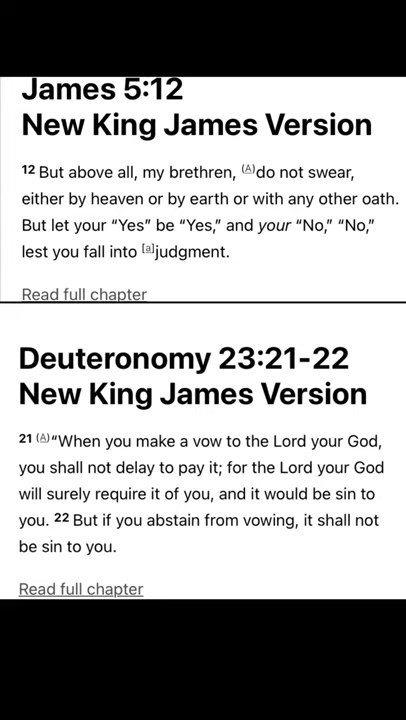 James 5:12
New King James Version
12 But above all, my brethren, (A)do not swear,
either by heaven or by earth or with any other oath.
But let your “Yes” be “Yes,” and your “No,” “No,”
lest you fall into [a]judgment.
Read full chapter
Deuteronomy 23:21-22
New King James Version
21 (A)“When you make a vow to the Lord your God,
you shall not delay to pay it; for the Lord your God
will surely require it of you, and it would be sin to
you. 22 But if you abstain from vowing, it shall not
be sin to you.
Read full chapter